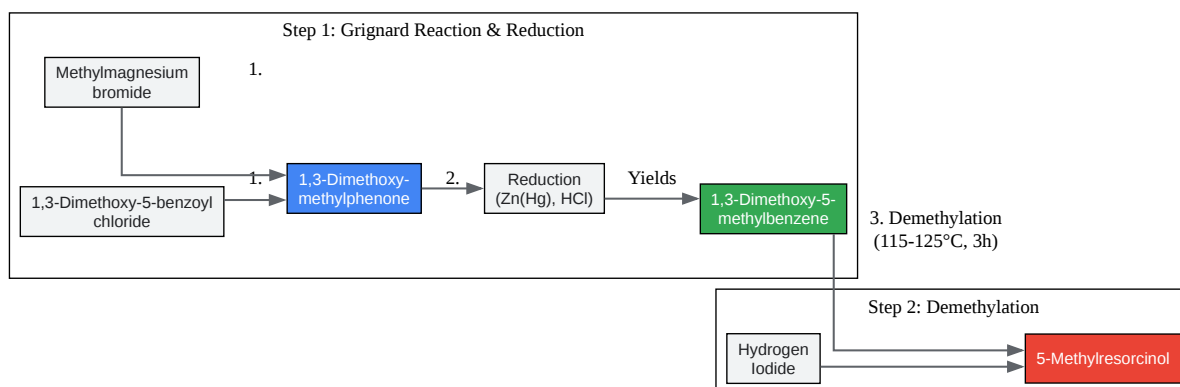 Step 1: Grignard Reaction & Reduction
Methylmagnesium
bromide
1.
1,3-Dimethoxy-5-benzoyl
chloride
1.
1,3-Dimethoxy-
methylphenone
2.
Reduction
(Zn(Hg), HCl)
Yields
1,3-Dimethoxy-5-
methylbenzene
3. Demethylation
(115-125°C, 3h)
Step 2: Demethylation
Hydrogen
Iodide
5-Methylresorcinol